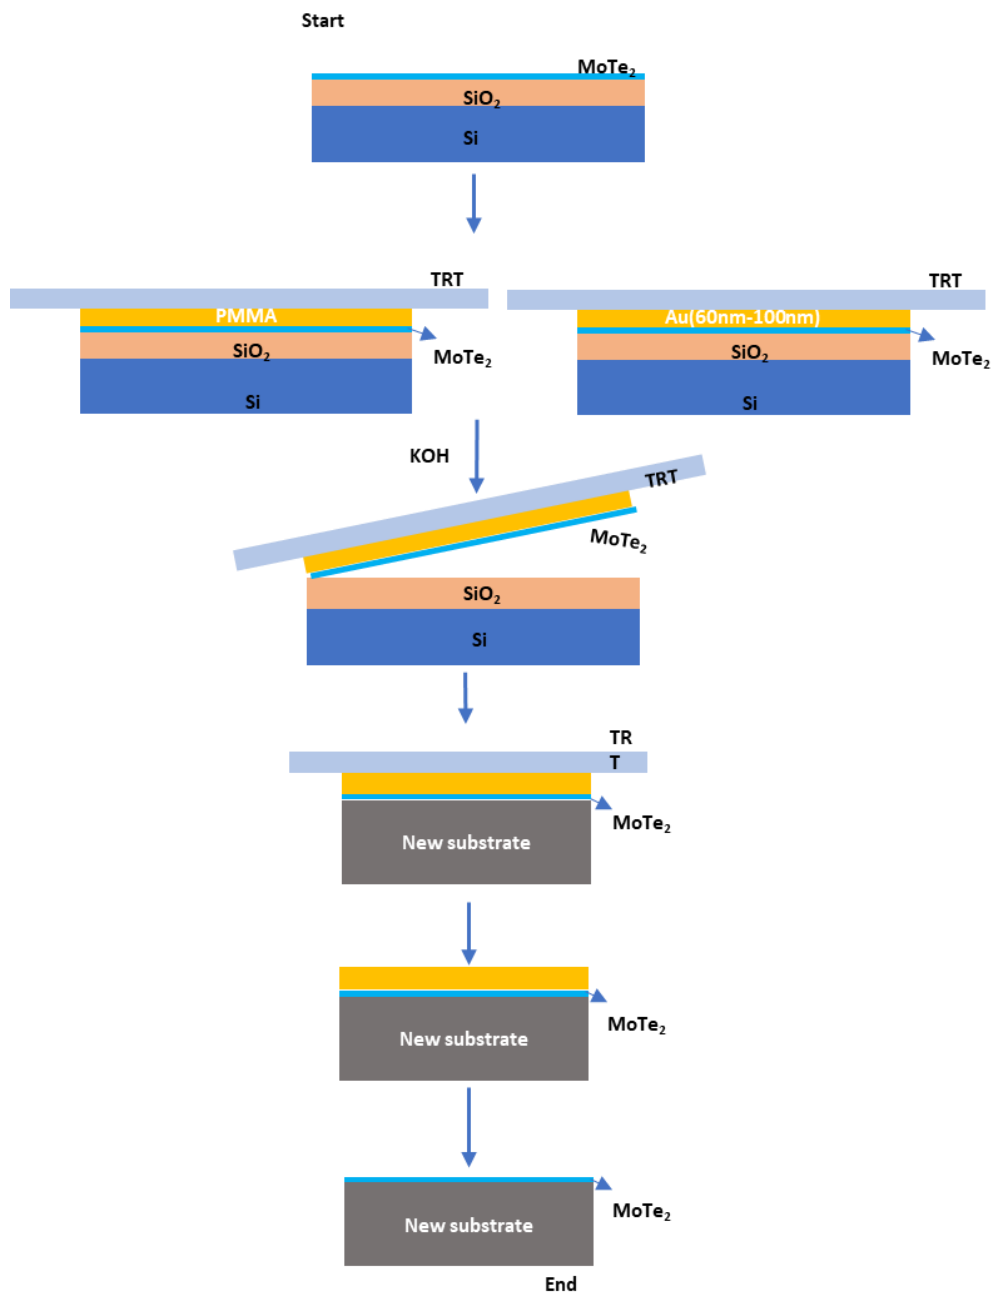 Start
MoTe₂
SiO₂
Si
TRT
PMMA
SiO₂
MoTe₂
Si
TRT
Au(60nm-100nm)
SiO₂
MoTe₂
Si
KOH
TRT
MoTe₂
SiO₂
Si
TR
T
MoTe₂
New substrate
MoTe₂
New substrate
MoTe₂
New substrate
End